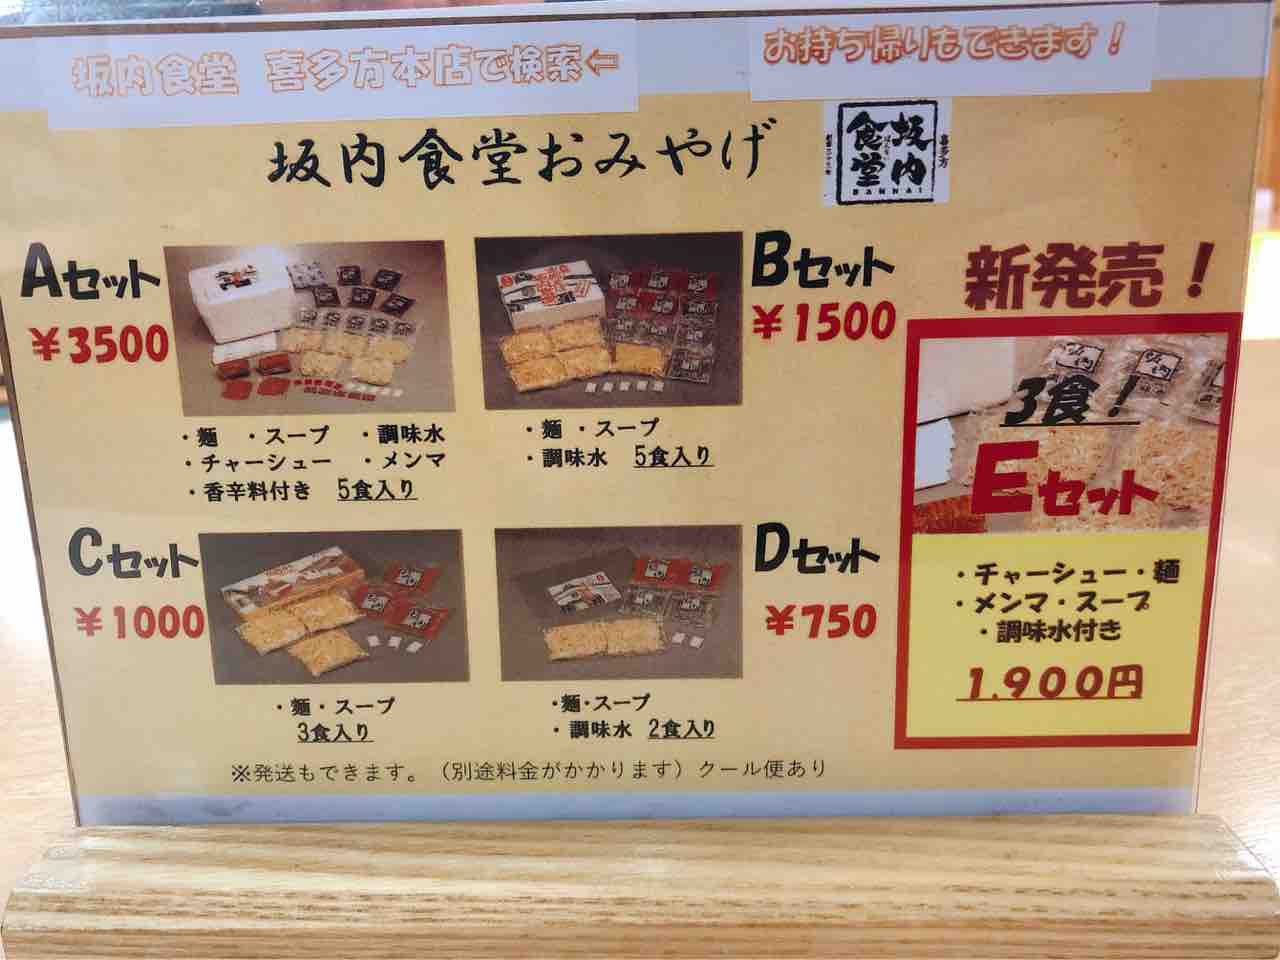 坂内食堂 喜多方本店で検索←
お持ち帰りもできます！
坂内食堂おみやげ
喜多方
坂内
食堂
BANNAI
Aセット
￥3500
・麺 ・スープ ・調味水
・チャーシュー ・メンマ
・香辛料付き 5食入り
Bセット
￥1500
・麺 ・スープ
・調味水 5食入り
Cセット
￥1000
・麺・スープ
3食入り
Dセット
￥750
・麺・スープ
・調味水 2食入り
新発売！
3食！
Eセット
・チャーシュー・麺
・メンマ・スープ
・調味水付き
1,900円
※発送もできます。（別途料金がかかります）クール便あり